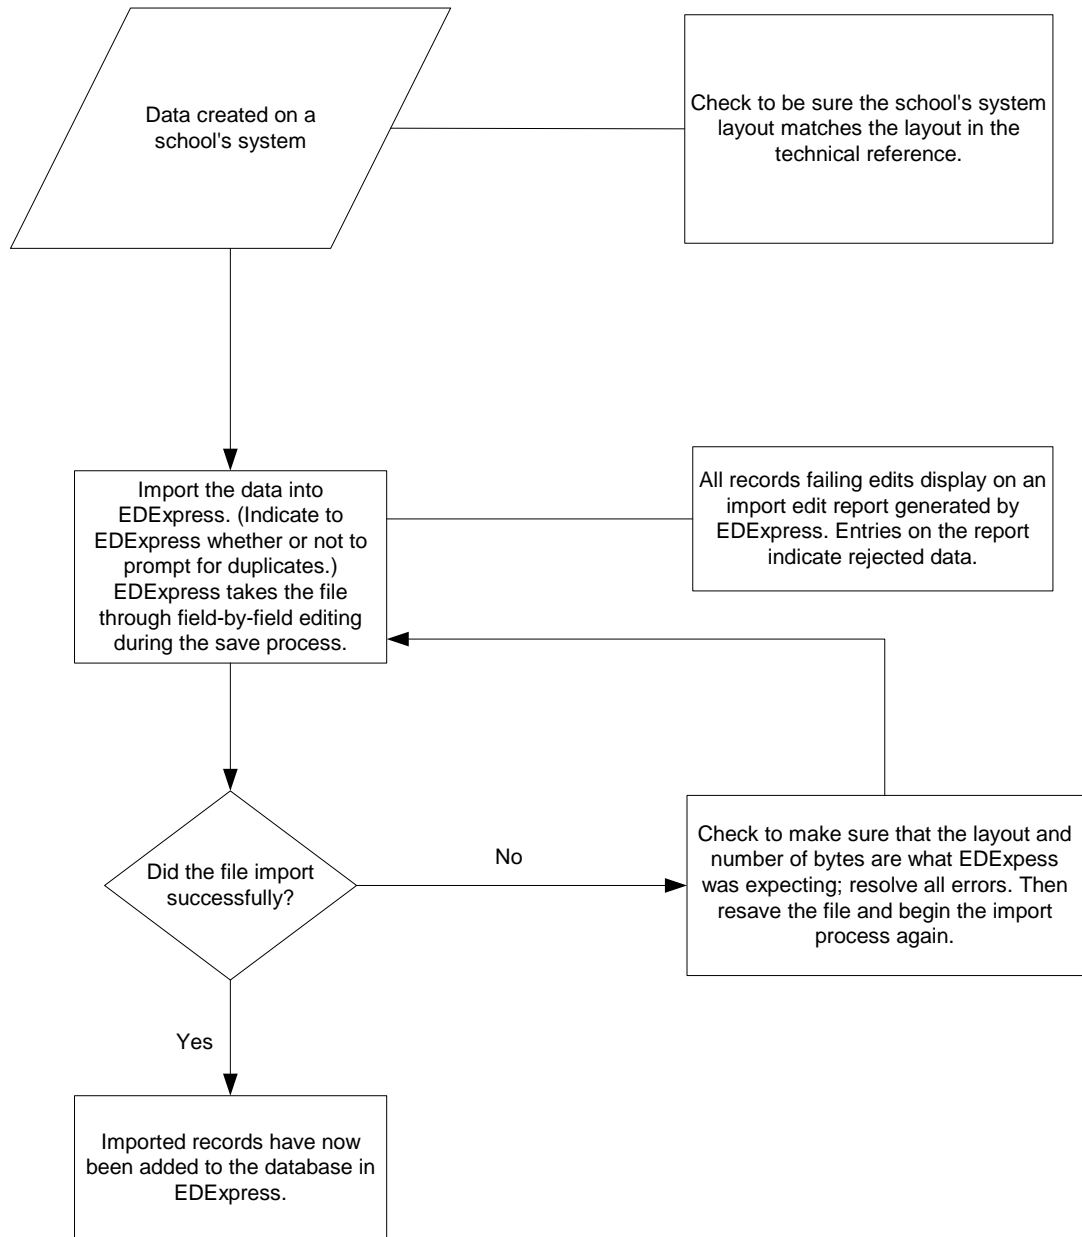 Data created on a
school's system
Check to be sure the school's system
layout matches the layout in the
technical reference.
Import the data into
EDExpress. (Indicate to
EDExpress whether or not to
prompt for duplicates.)
EDExpress takes the file
through field-by-field editing
during the save process.
All records failing edits display on an
import edit report generated by
EDExpress. Entries on the report
indicate rejected data.
Did the file import
successfully?
No
Check to make sure that the layout and
number of bytes are what EDExpess
was expecting; resolve all errors. Then
resave the file and begin the import
process again.
Yes
Imported records have now
been added to the database in
EDExpress.